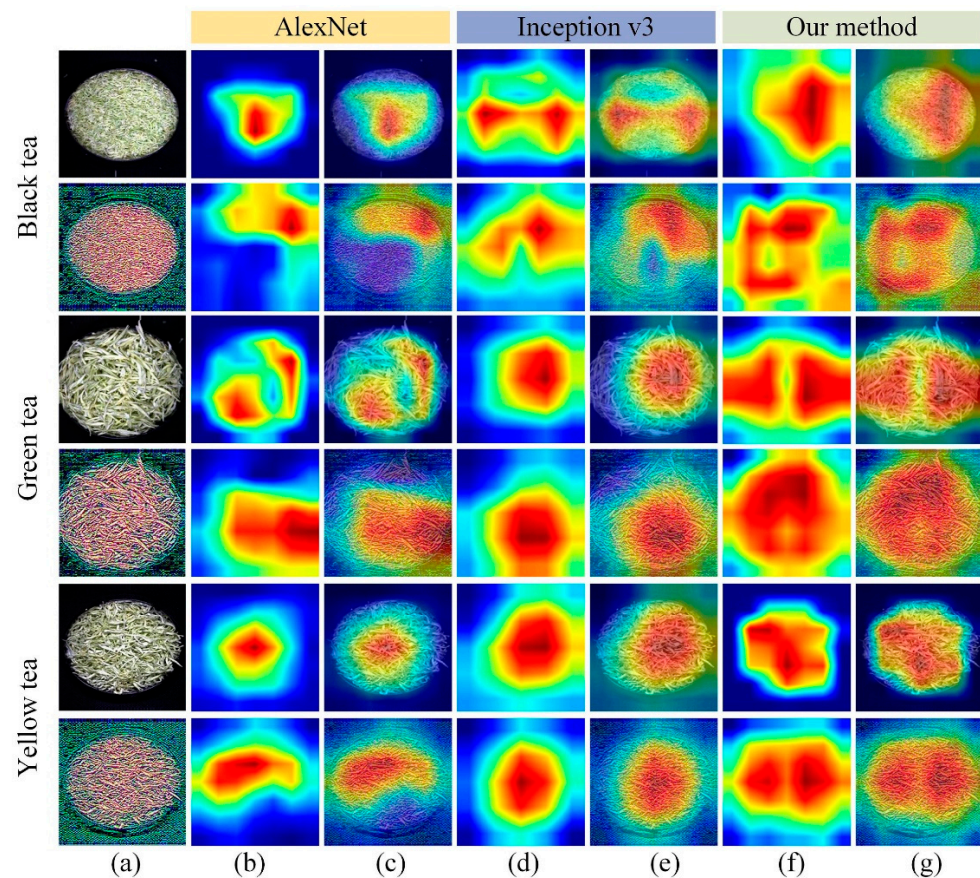 AlexNet
Inception v3
Our method
Black tea
Green tea
Yellow tea
(a)
(b)
(c)
(d)
(e)
(f)
(g)